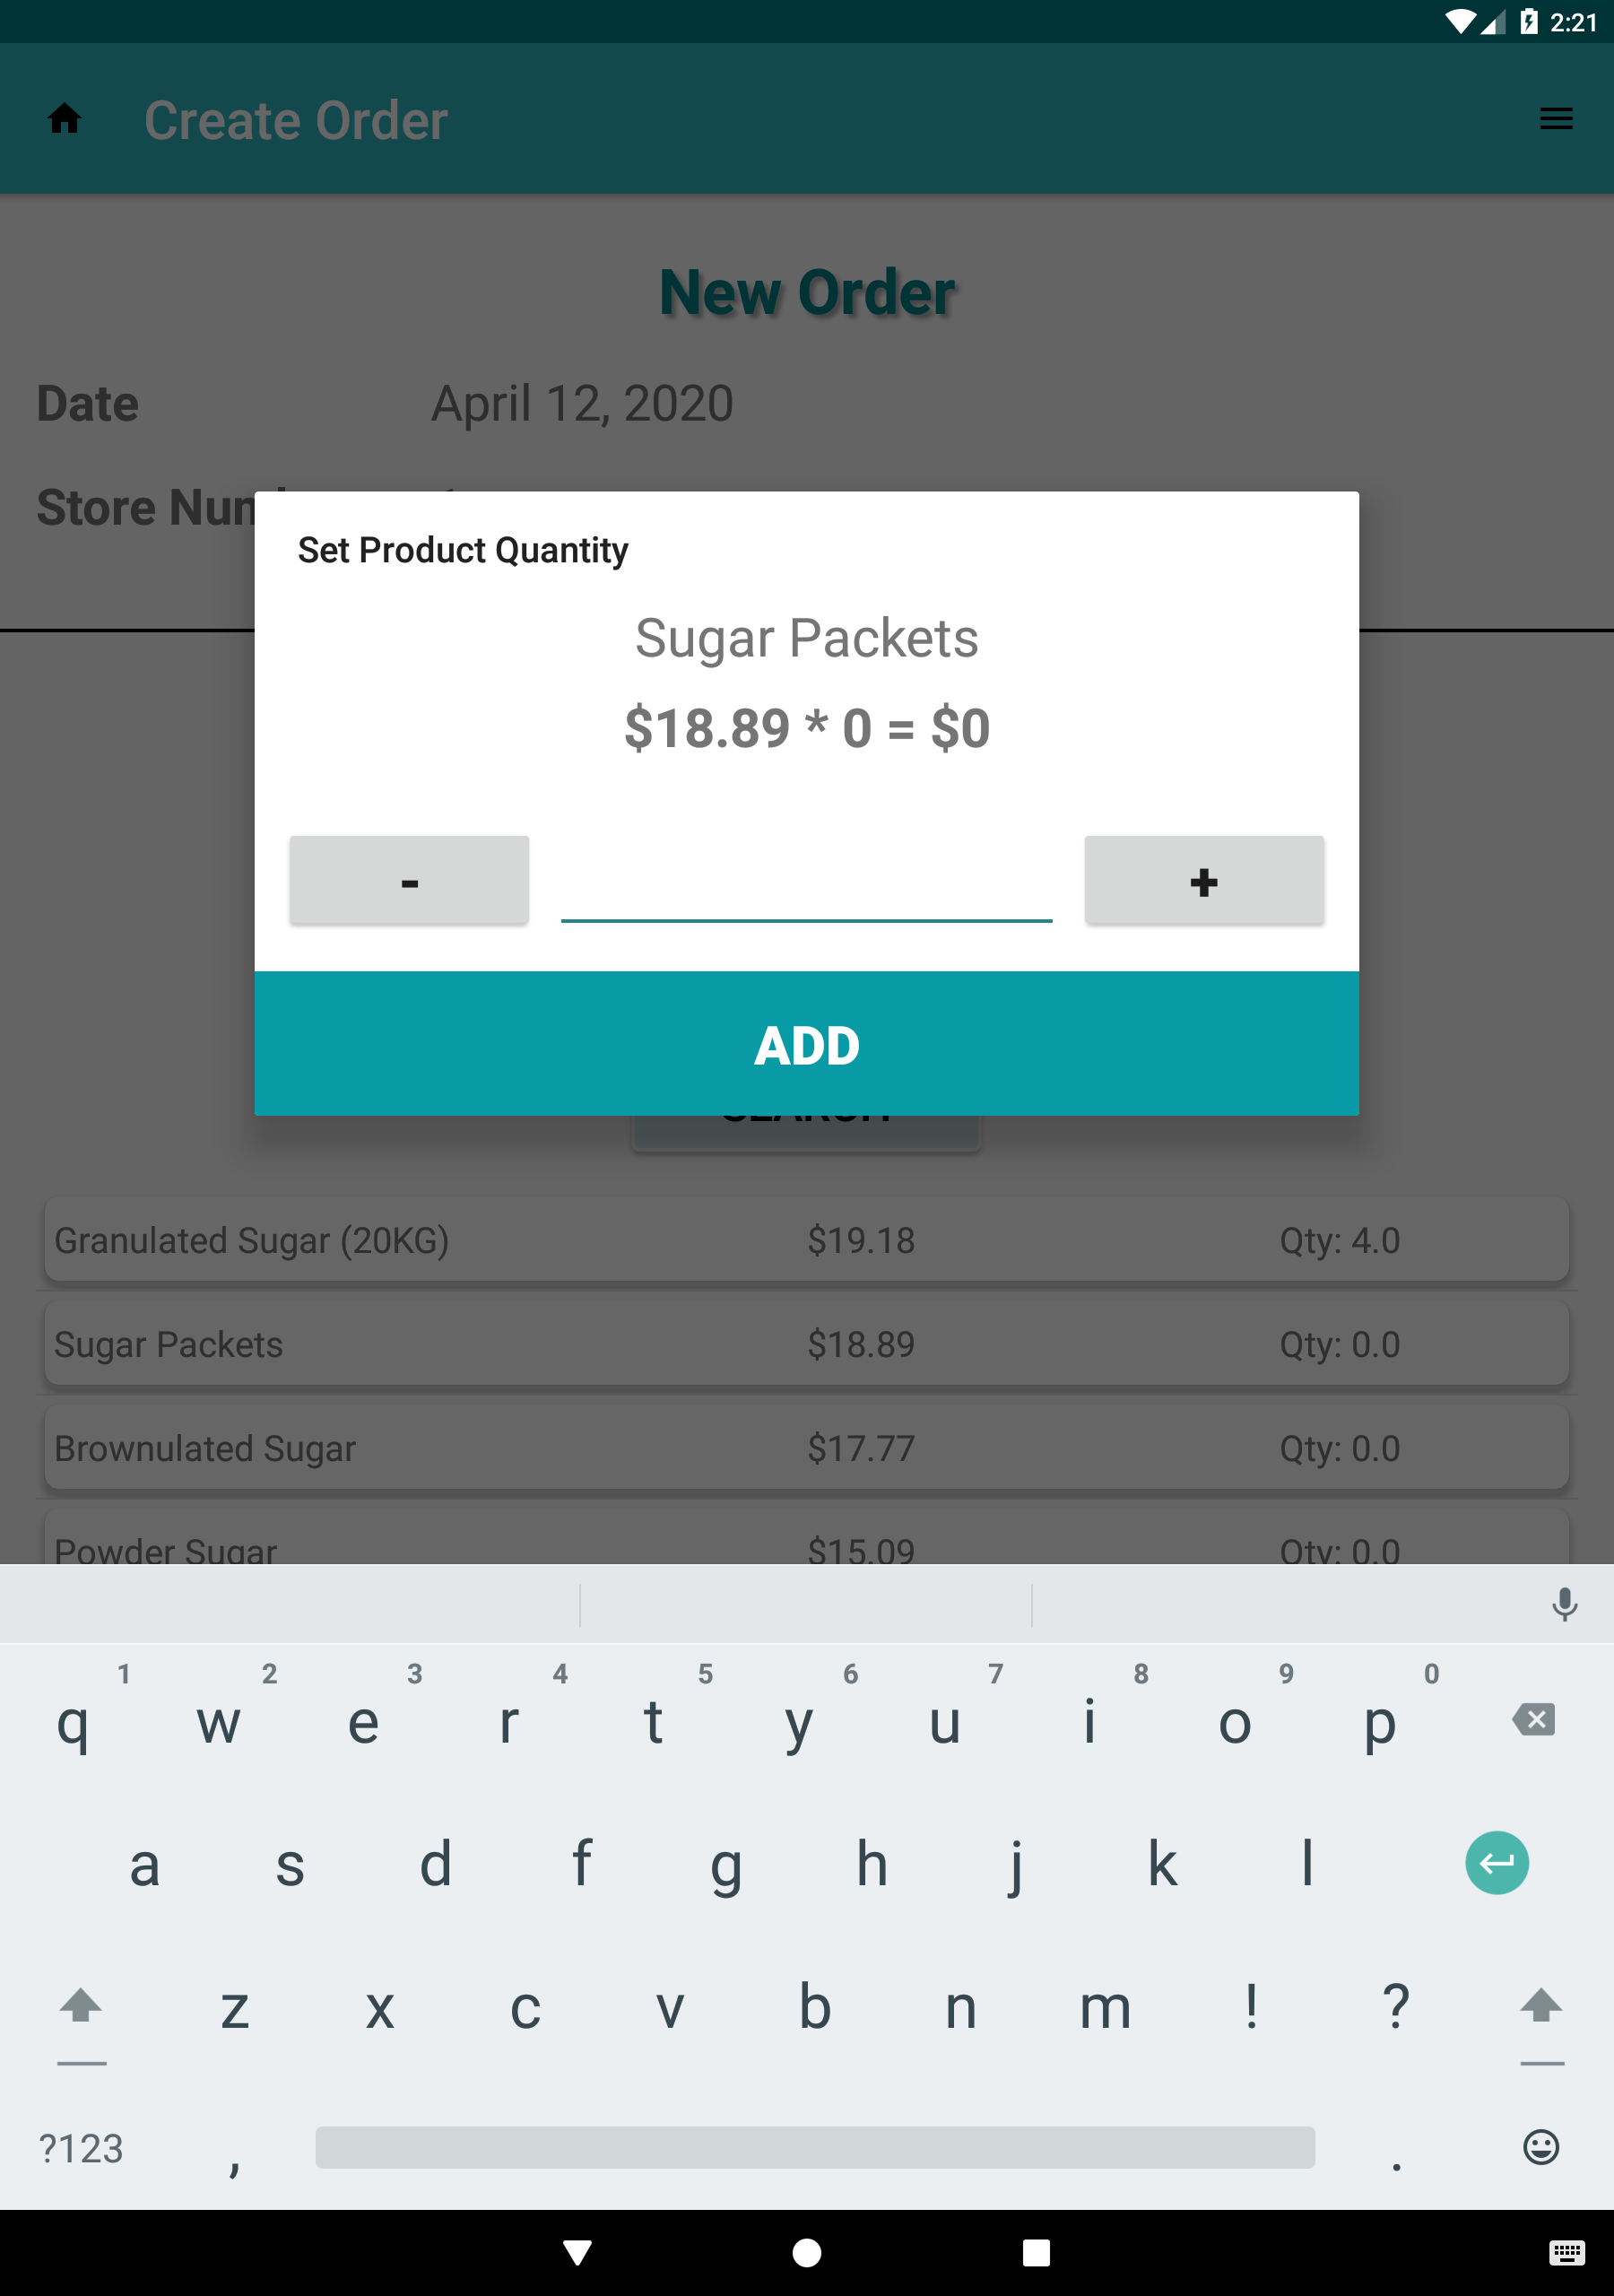 2:21
Create Order
New Order
Date April 12, 2020
Store
Set Product Quantity
Sugar Packets
$18.89 * 0 = $0
- +
ADD
SEARCH
Granulated Sugar (20KG) $19.18 Qty: 4.0
Sugar Packets $18.89 Qty: 0.0
Brownulated Sugar $17.77 Qty: 0.0
Powder Sugar $15.09 Qty: 0.0
1 2 3 4 5 6 7 8 9 0
q w e r t y u i o p
a s d f g h j k l
z x c v b n m ! ?
?123 , .